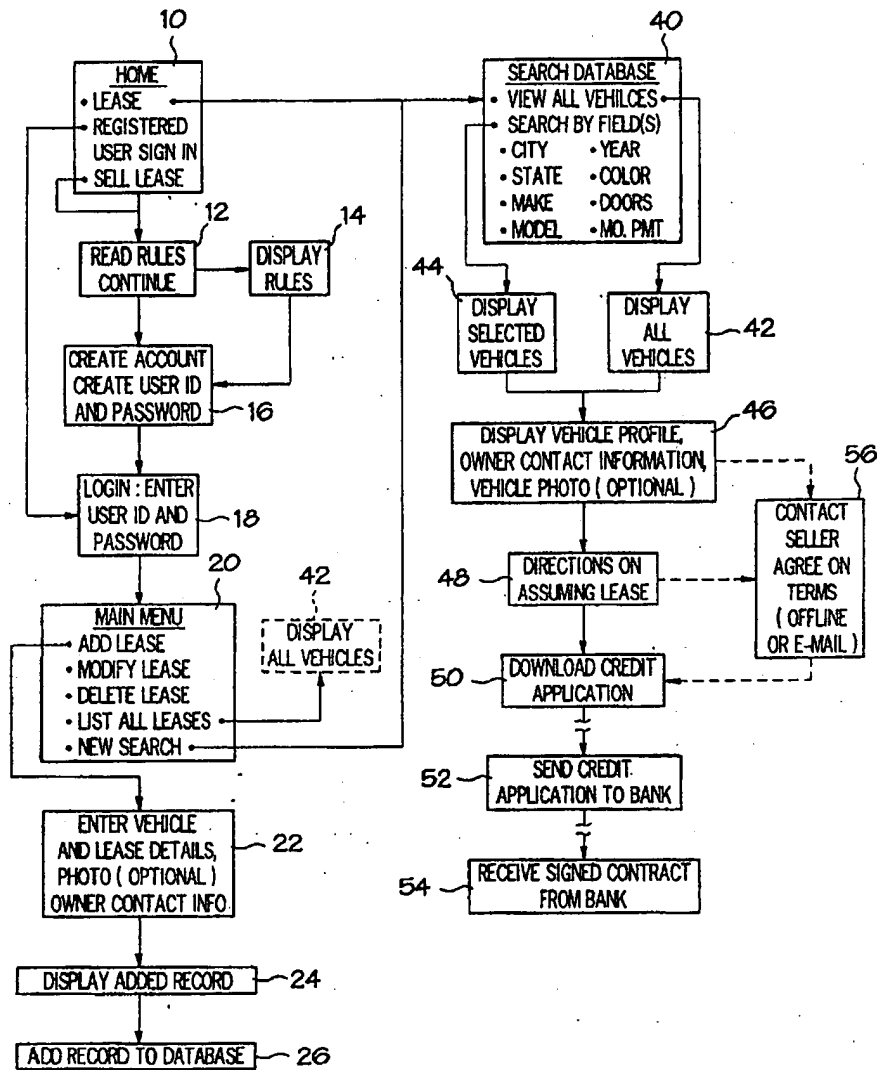 10
HOME
• LEASE
• REGISTERED
USER SIGN IN
• SELL LEASE
12
READ RULES
CONTINUE
14
DISPLAY
RULES
CREATE ACCOUNT
CREATE USER ID
AND PASSWORD
16
LOGIN : ENTER
USER ID AND
PASSWORD
18
20
MAIN MENU
• ADD LEASE
• MODIFY LEASE
• DELETE LEASE
• LIST ALL LEASES
• NEW SEARCH
42
DISPLAY
ALL VEHICLES
ENTER VEHICLE
AND LEASE DETAILS,
PHOTO ( OPTIONAL )
OWNER CONTACT INFO
22
DISPLAY ADDED RECORD
24
ADD RECORD TO DATABASE
26
40
SEARCH DATABASE
• VIEW ALL VEHILCES
• SEARCH BY FIELD(S)
• CITY • YEAR
• STATE • COLOR
• MAKE • DOORS
• MODEL • MO. PMT
44
DISPLAY
SELECTED
VEHICLES
DISPLAY
ALL
VEHICLES
42
46
DISPLAY VEHICLE PROFILE,
OWNER CONTACT INFORMATION,
VEHICLE PHOTO ( OPTIONAL )
56
CONTACT
SELLER
AGREE ON
TERMS
( OFFLINE
OR E-MAIL )
48
DIRECTIONS ON
ASSUMING LEASE
50
DOWNLOAD CREDIT
APPLICATION
52
SEND CREDIT
APPLICATION TO BANK
54
RECEIVE SIGNED CONTRACT
FROM BANK